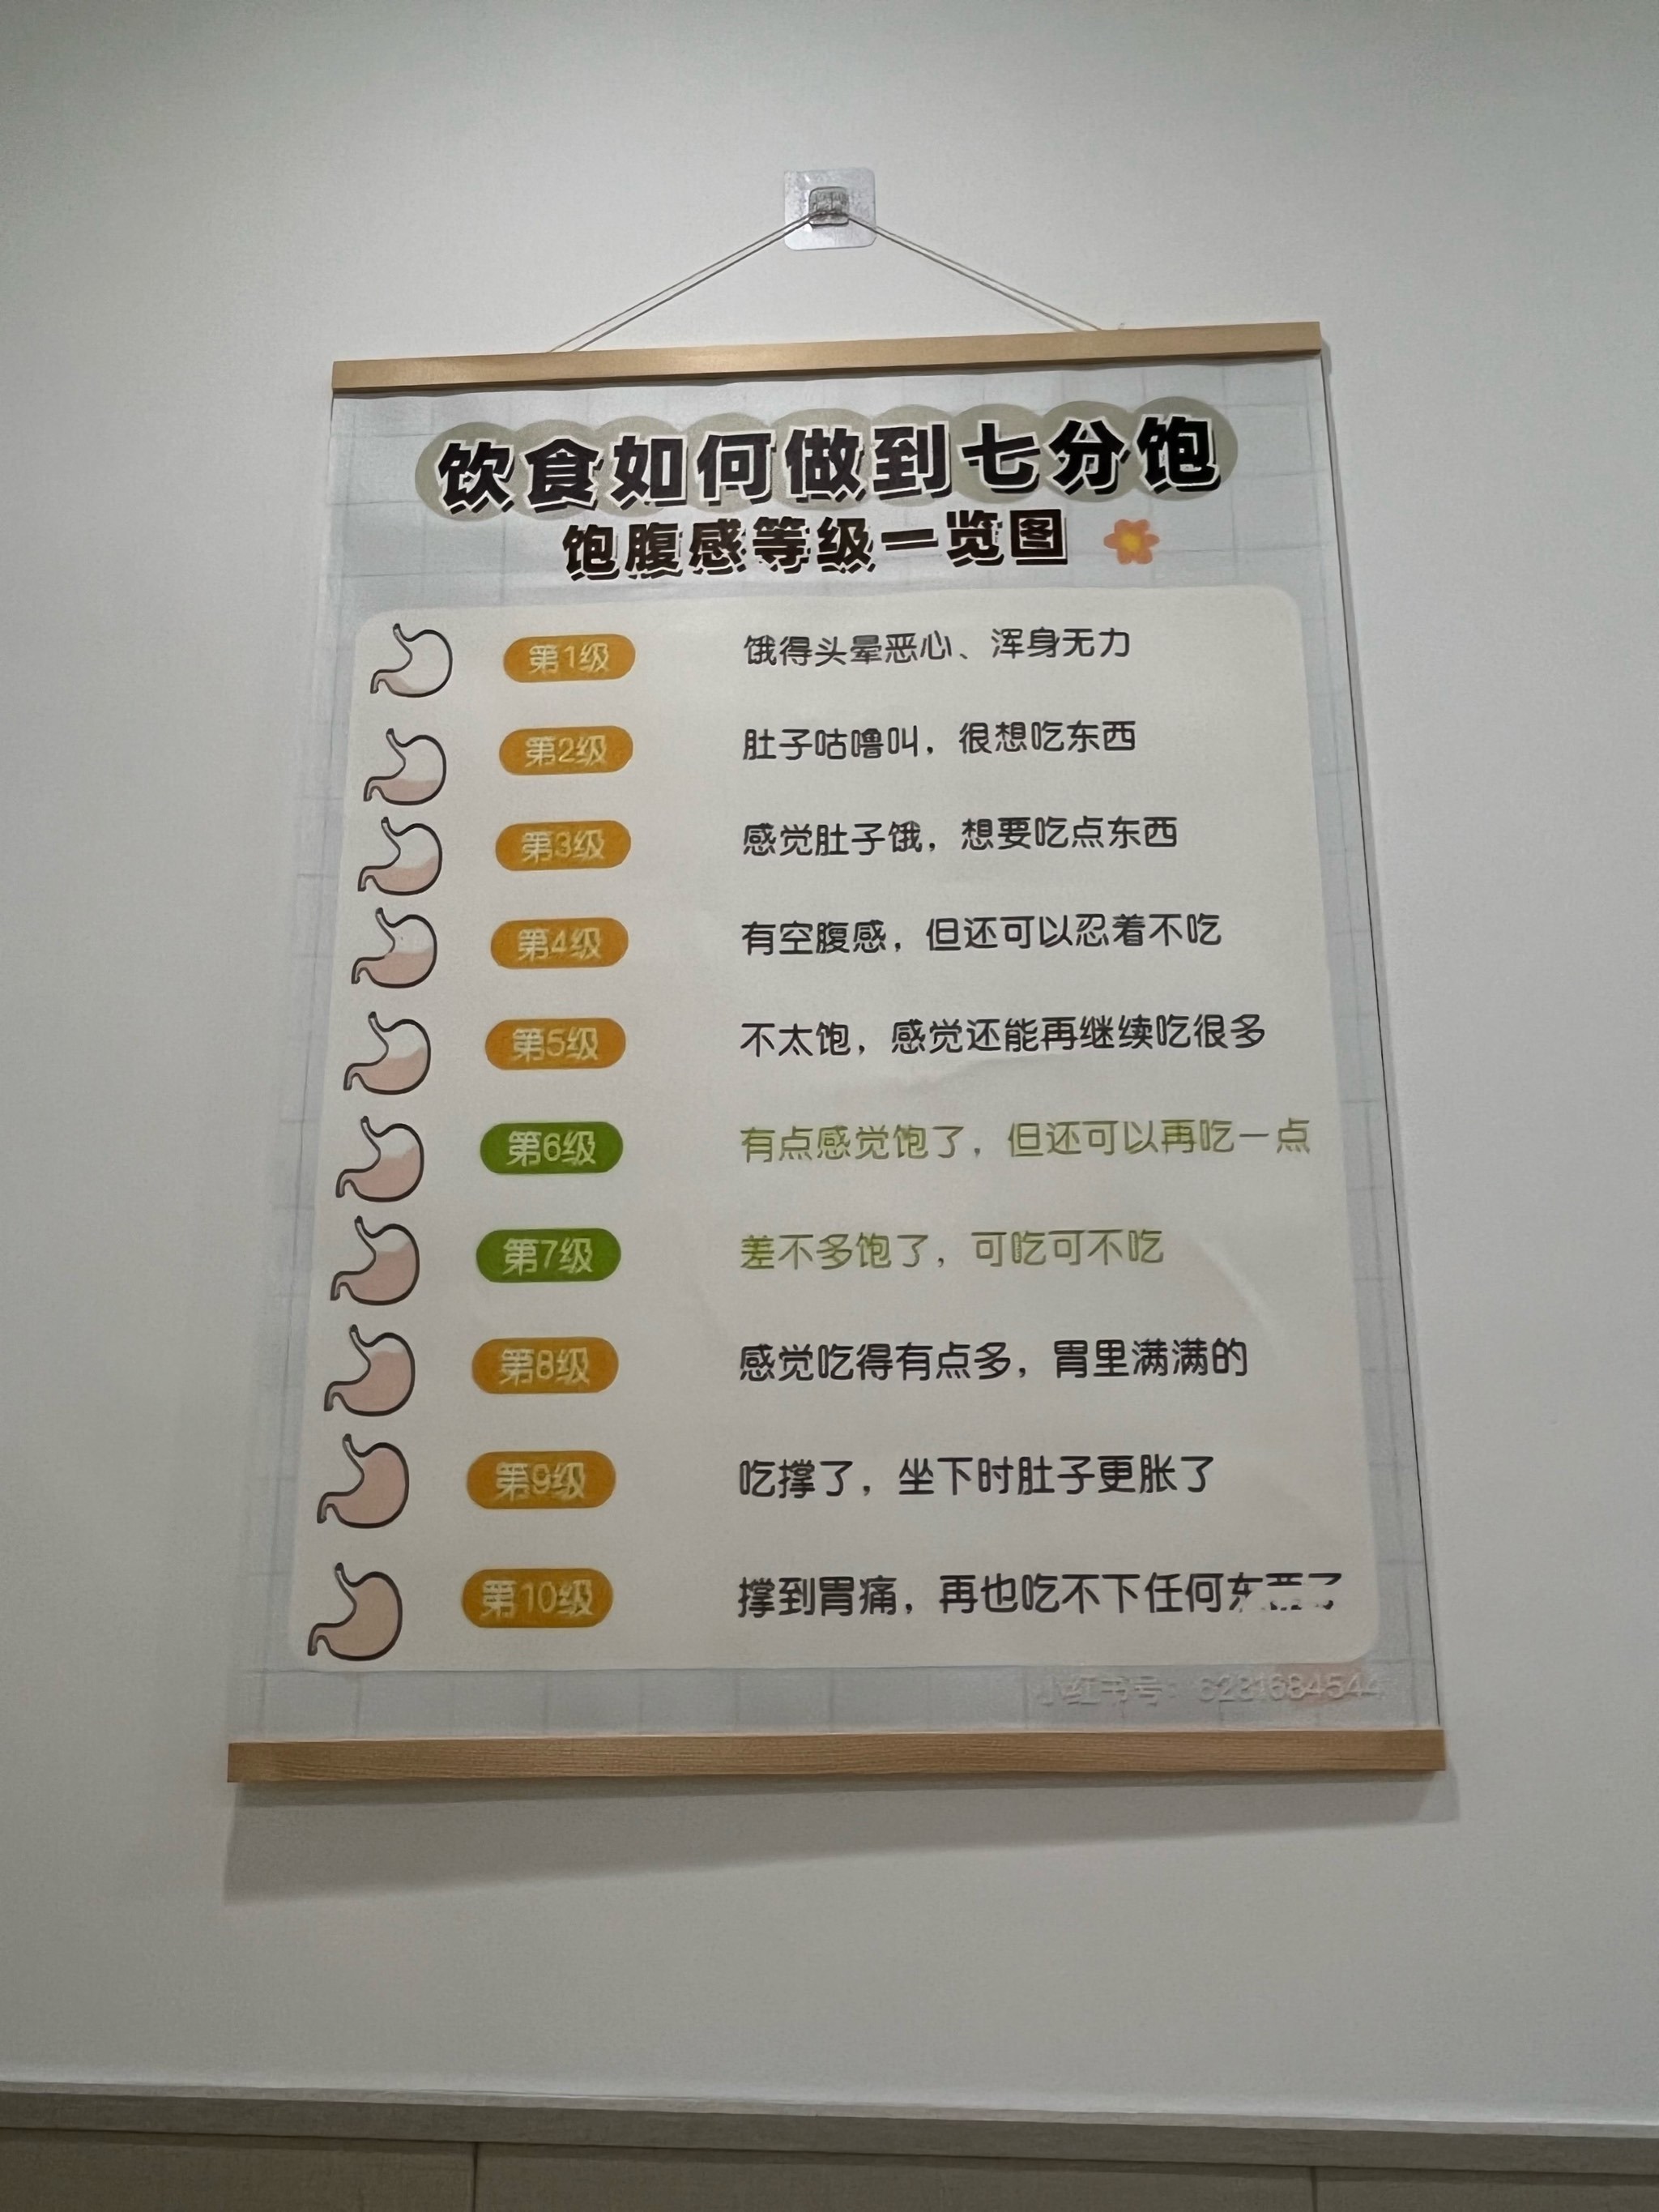 饮食如何做到七分饱
饱腹感等级一览图
第1级 饿得头晕恶心、浑身无力
第2级 肚子咕噜叫，很想吃东西
第3级 感觉肚子饿，想要吃点东西
第4级 有空腹感，但还可以忍着不吃
第5级 不太饱，感觉还能再继续吃很多
第6级 有点感觉饱了，但还可以再吃一点
第7级 差不多饱了，可吃可不吃
第8级 感觉吃得有点多，胃里满满的
第9级 吃撑了，坐下时肚子更胀了
第10级 撑到胃痛，再也吃不下任何东西了
小红书号：6281684544